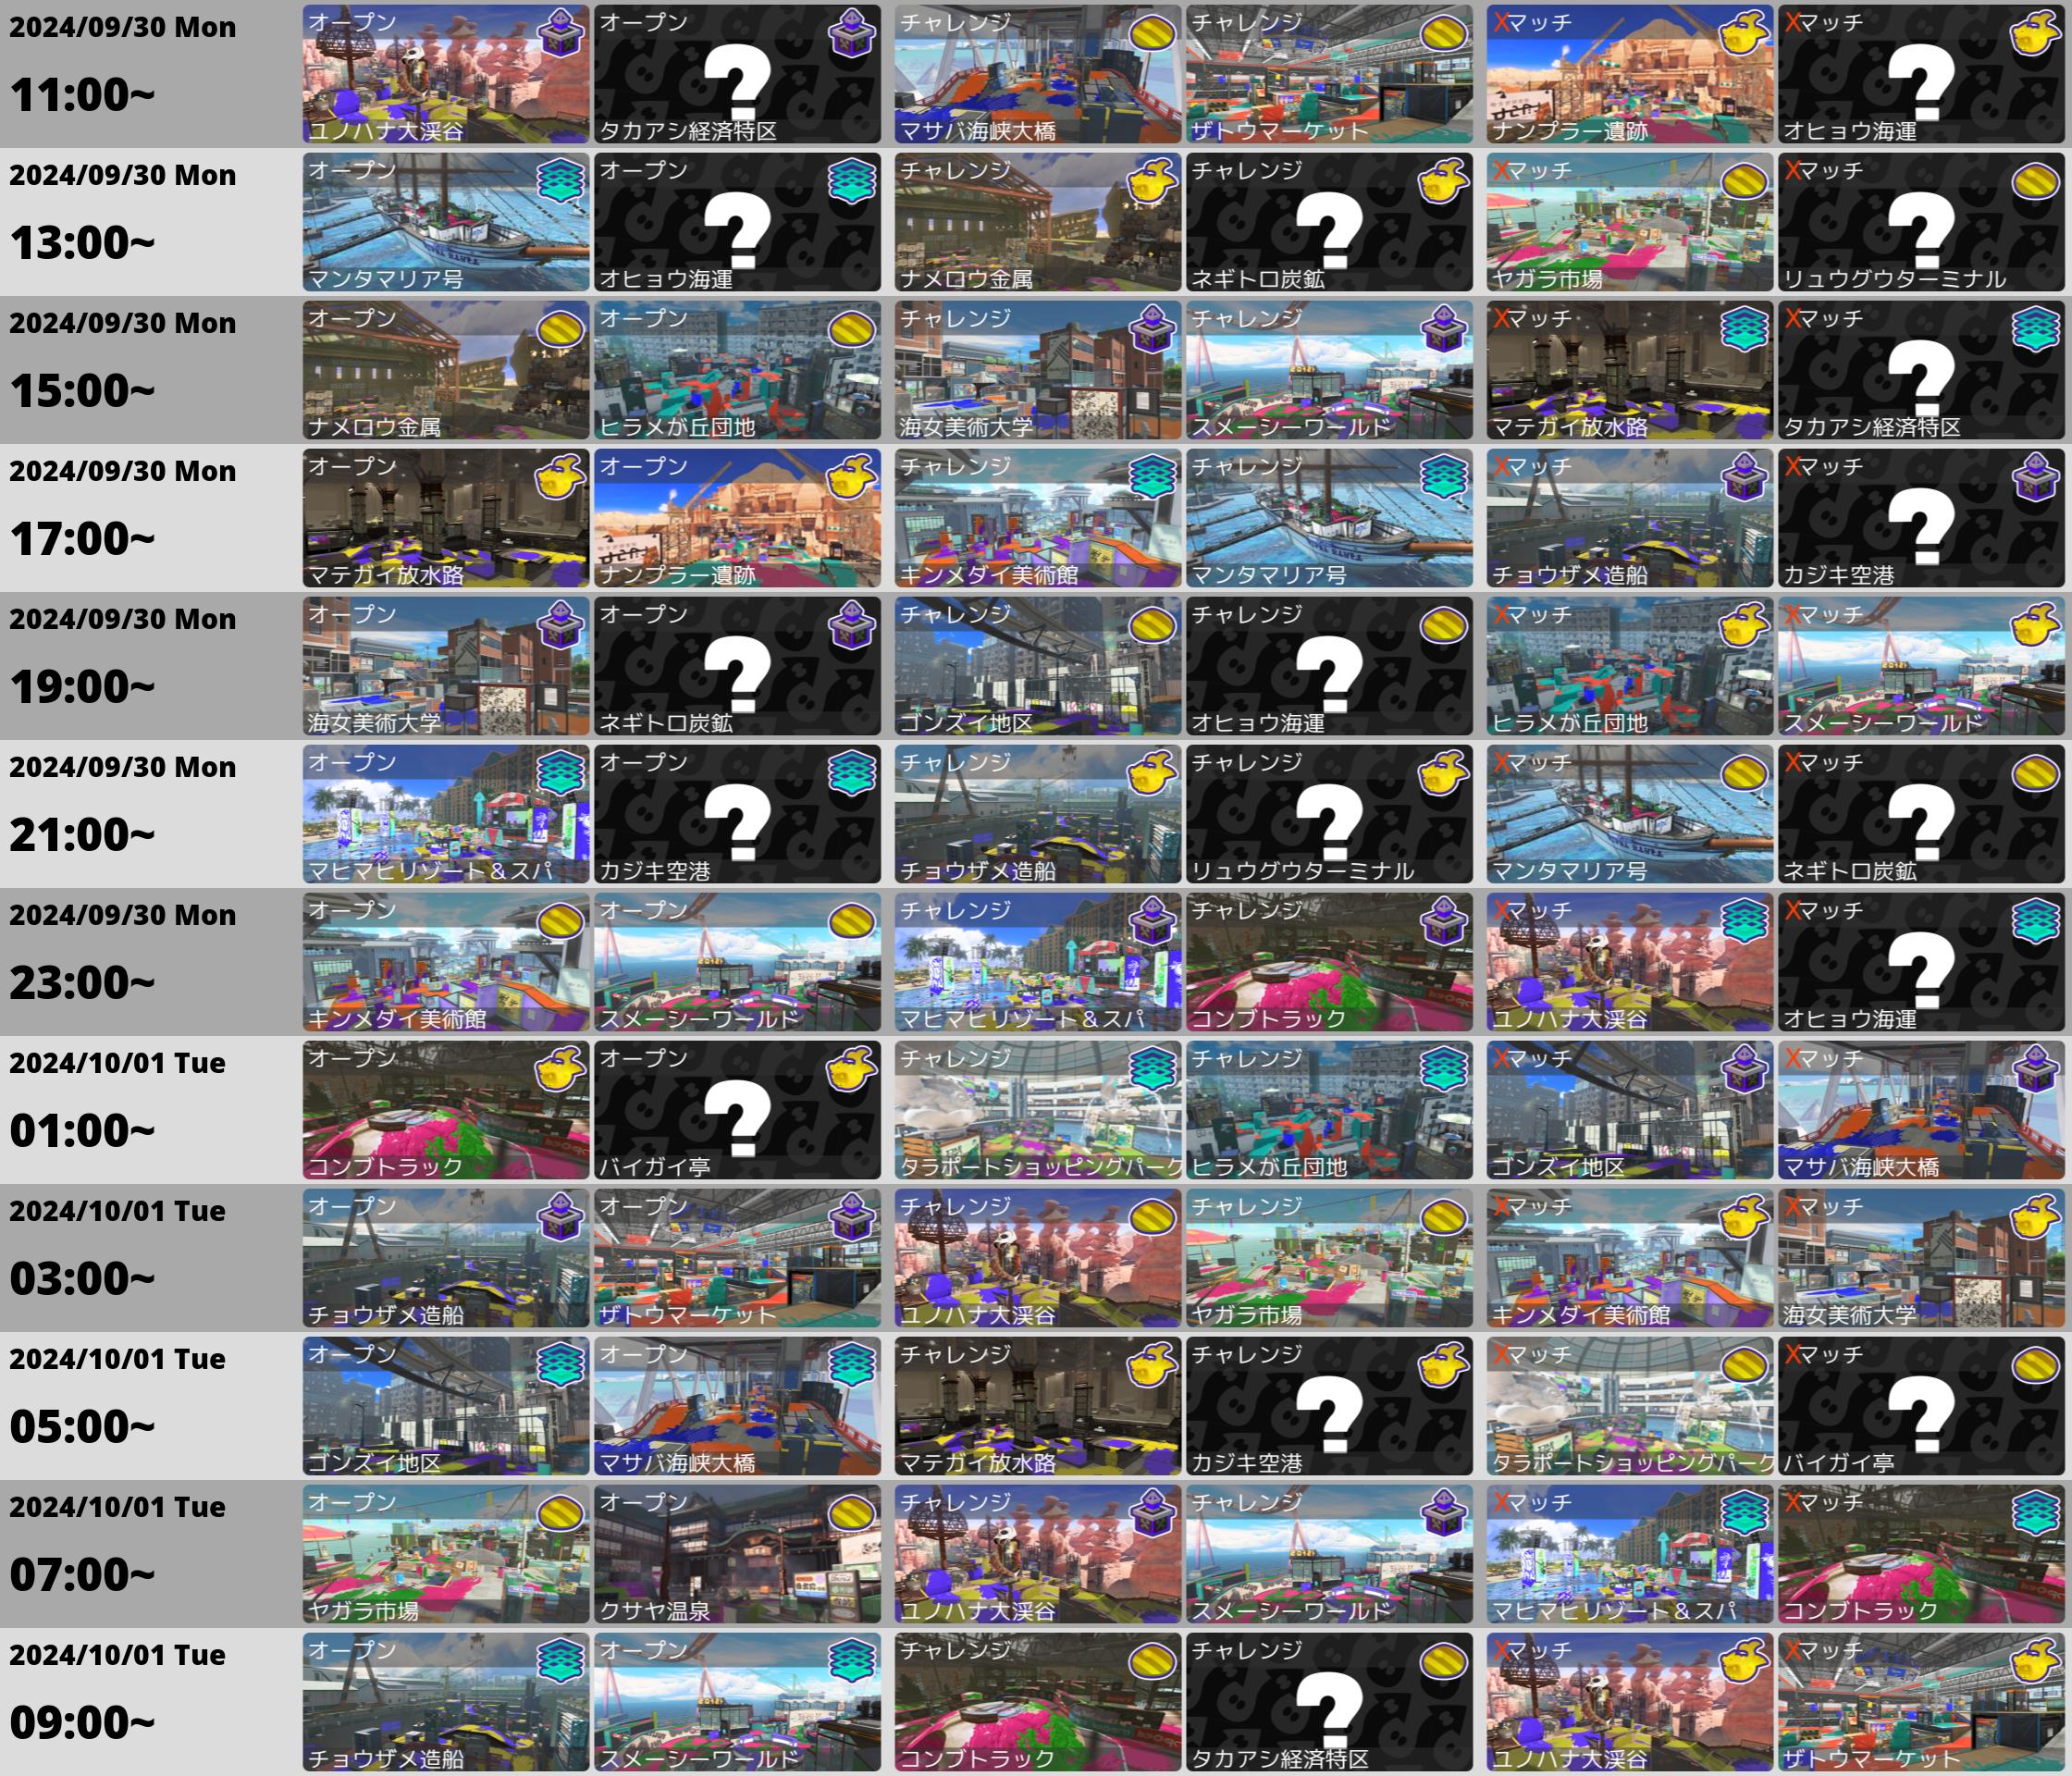 2024/09/30 Mon
11:00~
オープン
ユノハナ大渓谷
オープン
タカアシ経済特区
チャレンジ
マサバ海峡大橋
チャレンジ
ザトウマーケット
Xマッチ
ナンプラー遺跡
Xマッチ
オヒョウ海運
2024/09/30 Mon
13:00~
オープン
マンタマリア号
オープン
オヒョウ海運
チャレンジ
ナメロウ金属
チャレンジ
ネギトロ炭鉱
Xマッチ
ヤガラ市場
Xマッチ
リュウグウターミナル
2024/09/30 Mon
15:00~
オープン
ナメロウ金属
オープン
ヒラメが丘団地
チャレンジ
海女美術大学
チャレンジ
スメーシーワールド
Xマッチ
マテガイ放水路
Xマッチ
タカアシ経済特区
2024/09/30 Mon
17:00~
オープン
マテガイ放水路
オープン
ナンプラー遺跡
チャレンジ
キンメダイ美術館
チャレンジ
マンタマリア号
Xマッチ
チョウザメ造船
Xマッチ
カジキ空港
2024/09/30 Mon
19:00~
オープン
海女美術大学
オープン
ネギトロ炭鉱
チャレンジ
ゴンズイ地区
チャレンジ
オヒョウ海運
Xマッチ
ヒラメが丘団地
Xマッチ
スメーシーワールド
2024/09/30 Mon
21:00~
オープン
マヒマヒリゾート＆スパ
オープン
カジキ空港
チャレンジ
チョウザメ造船
チャレンジ
リュウグウターミナル
Xマッチ
マンタマリア号
Xマッチ
ネギトロ炭鉱
2024/09/30 Mon
23:00~
オープン
キンメダイ美術館
オープン
スメーシーワールド
チャレンジ
マヒマヒリゾート＆スパ
チャレンジ
コンブトラック
Xマッチ
ユノハナ大渓谷
Xマッチ
オヒョウ海運
2024/10/01 Tue
01:00~
オープン
コンブトラック
オープン
バイガイ亭
チャレンジ
タラポートショッピングパーク
チャレンジ
ヒラメが丘団地
Xマッチ
ゴンズイ地区
Xマッチ
マサバ海峡大橋
2024/10/01 Tue
03:00~
オープン
チョウザメ造船
オープン
ザトウマーケット
チャレンジ
ユノハナ大渓谷
チャレンジ
ヤガラ市場
Xマッチ
キンメダイ美術館
Xマッチ
海女美術大学
2024/10/01 Tue
05:00~
オープン
ゴンズイ地区
オープン
マサバ海峡大橋
チャレンジ
マテガイ放水路
チャレンジ
カジキ空港
Xマッチ
タラポートショッピングパーク
Xマッチ
バイガイ亭
2024/10/01 Tue
07:00~
オープン
ヤガラ市場
オープン
クサヤ温泉
チャレンジ
ユノハナ大渓谷
チャレンジ
スメーシーワールド
Xマッチ
マヒマヒリゾート＆スパ
Xマッチ
コンブトラック
2024/10/01 Tue
09:00~
オープン
チョウザメ造船
オープン
スメーシーワールド
チャレンジ
コンブトラック
チャレンジ
タカアシ経済特区
Xマッチ
ユノハナ大渓谷
Xマッチ
ザトウマーケット